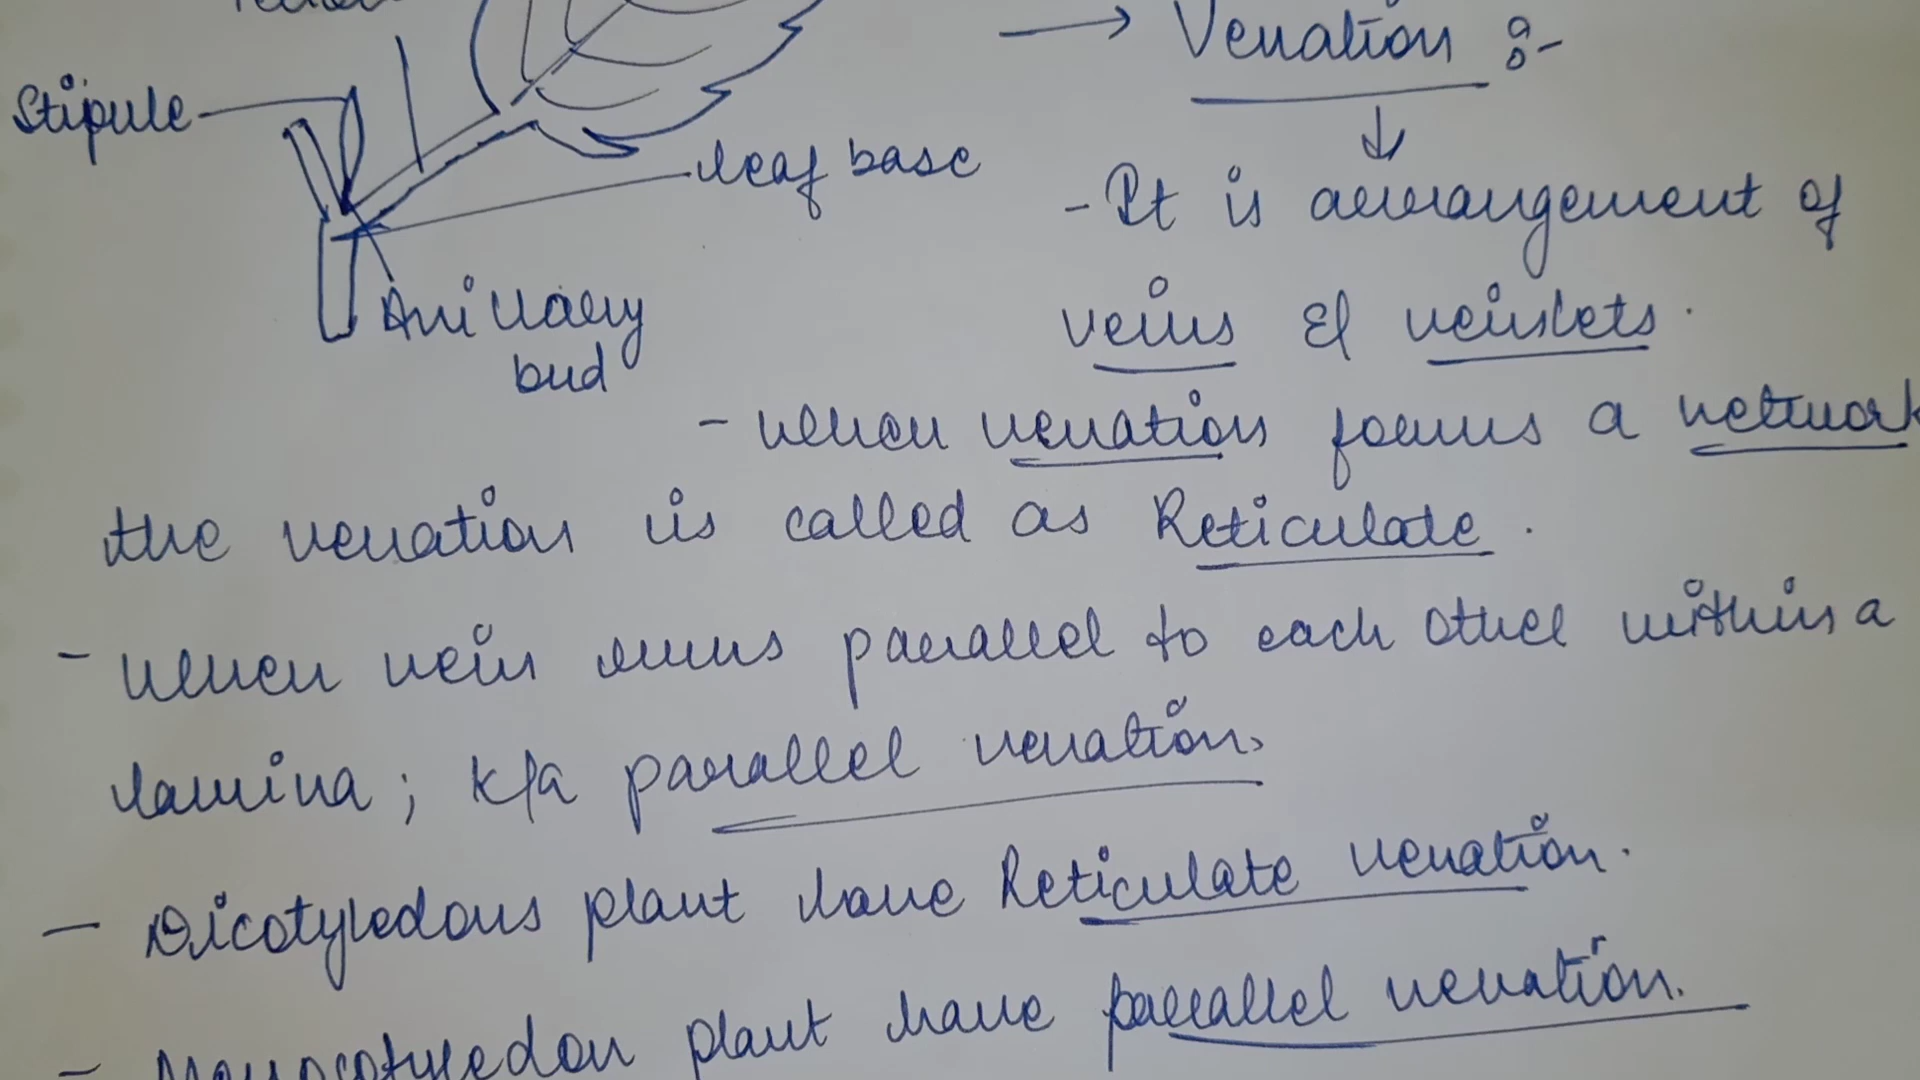 Stipule
leaf base
Axillary
bud
→ Venation :-
↓
- It is arrangement of
veins & veinlets.
- when venation forms a network
the venation is called as Reticulate.
- when vein runs parallel to each other within a
lamina; k/a parallel venation.
- Dicotyledous plant have Reticulate venation.
- Monocotyledon plant have parallel venation.